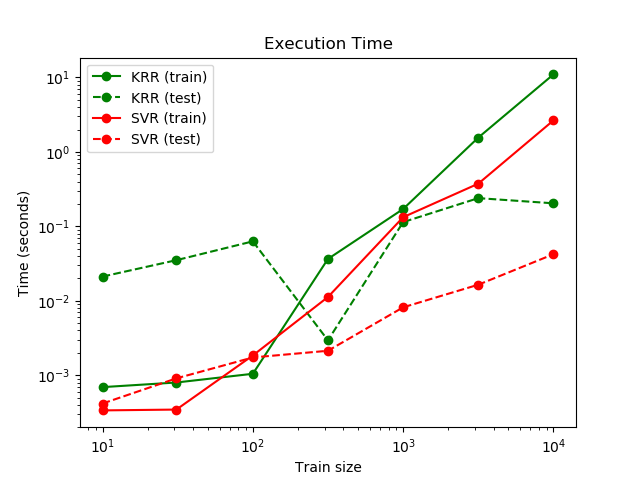 Execution Time
KRR (train)
KRR (test)
SVR (train)
SVR (test)
10¹
10⁰
10⁻¹
10⁻²
10⁻³
Time (seconds)
10¹ 10² 10³ 10⁴
Train size